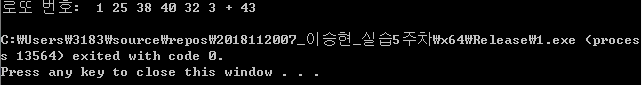 로또 번호:  1 25 38 40 32 3 + 43
C:\Users\3183\source\repos\2018112007_이승현_실습5주차\x64\Release\1.exe (proces
s 13564) exited with code 0.
Press any key to close this window . . .